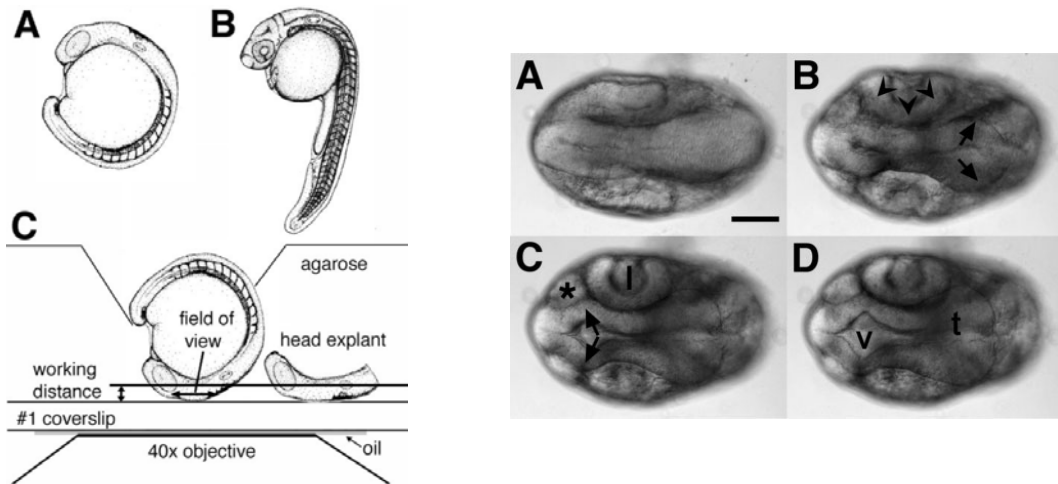 A
B
C
agarose
field of
view
head explant
working
distance
#1 coverslip
40x objective
oil
A
B
C
*
l
D
v
t